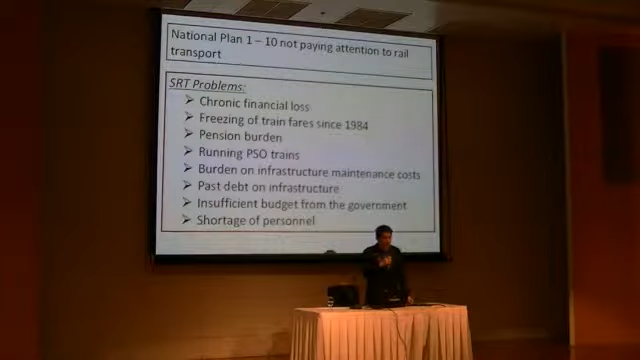 National Plan 1 – 10 not paying attention to rail
transport
SRT Problems:
➢ Chronic financial loss
➢ Freezing of train fares since 1984
➢ Pension burden
➢ Running PSO trains
➢ Burden on infrastructure maintenance costs
➢ Past debt on infrastructure
➢ Insufficient budget from the government
➢ Shortage of personnel